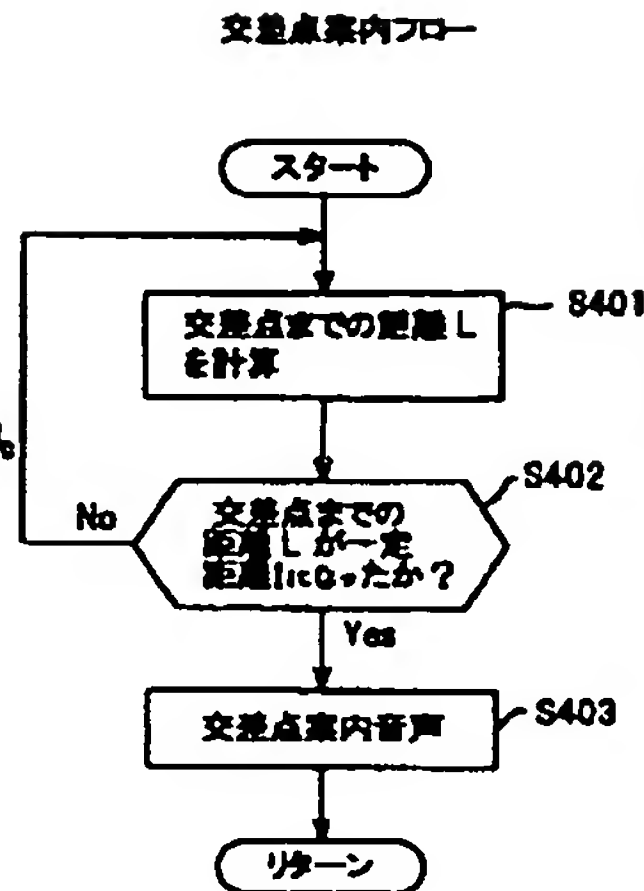 交差点案内フロー
スタート
交差点までの距離L
を計算
S401
交差点までの
距離Lが一定
距離になったか?
S402
No
Yes
交差点案内音声
S403
リターン